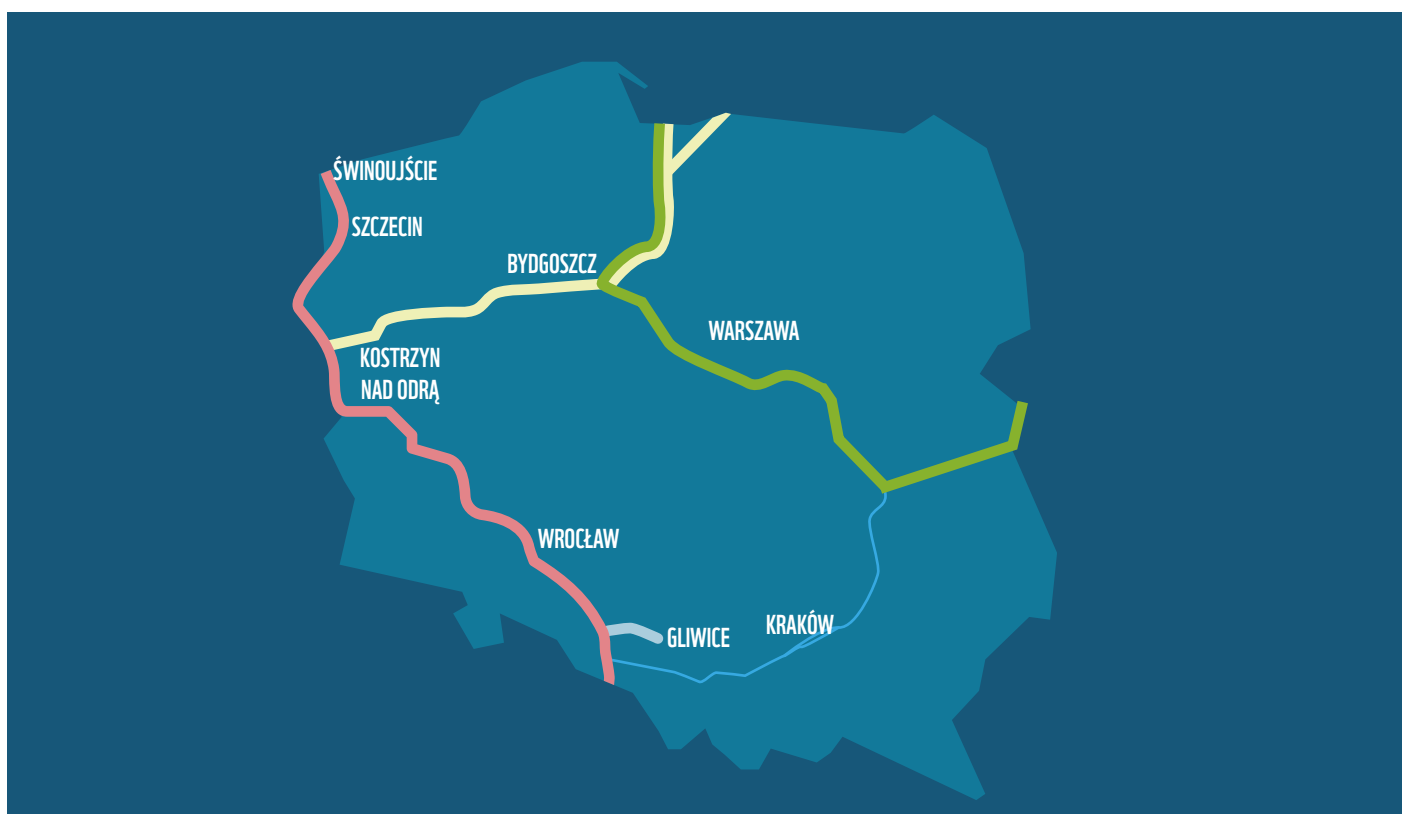 ŚWINOUJŚCIE
SZCZECIN
BYDGOSZCZ
WARSZAWA
KOSTRZYN
NAD ODRĄ
WROCŁAW
KRAKÓW
GLIWICE